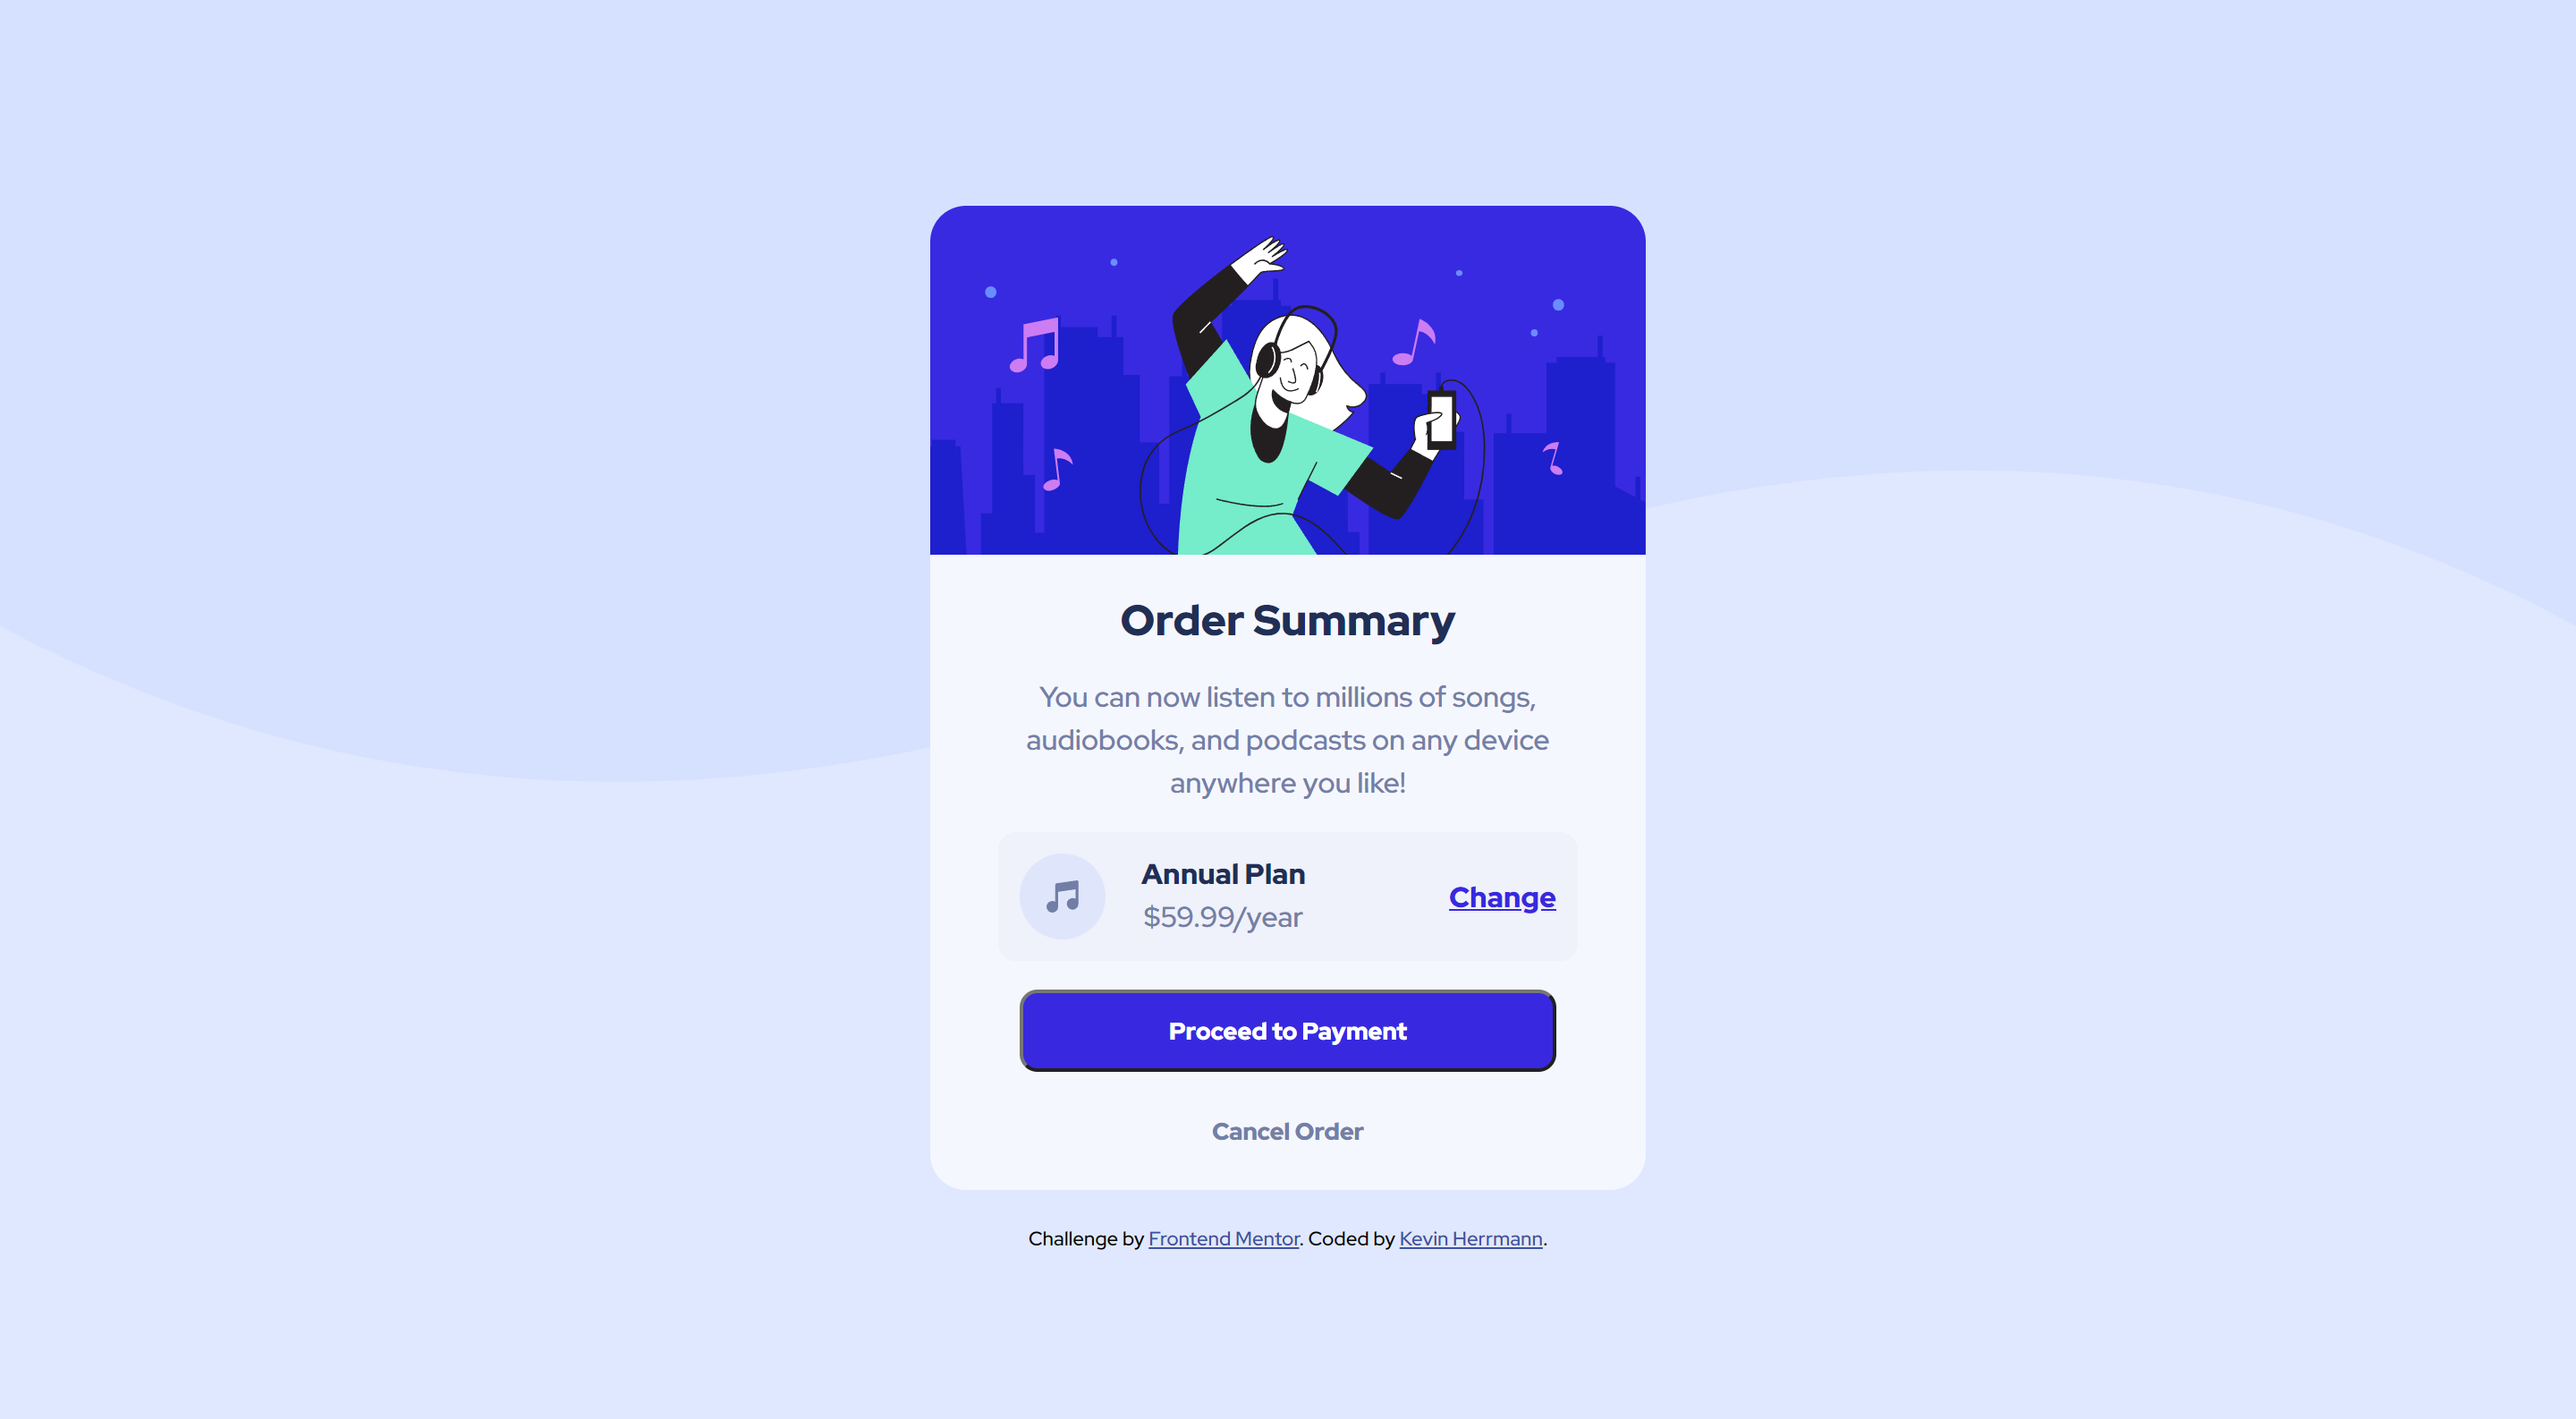 Order Summary
You can now listen to millions of songs,
audiobooks, and podcasts on any device
anywhere you like!
Annual Plan
$59.99/year
Change
Proceed to Payment
Cancel Order
Challenge by Frontend Mentor. Coded by Kevin Herrmann.